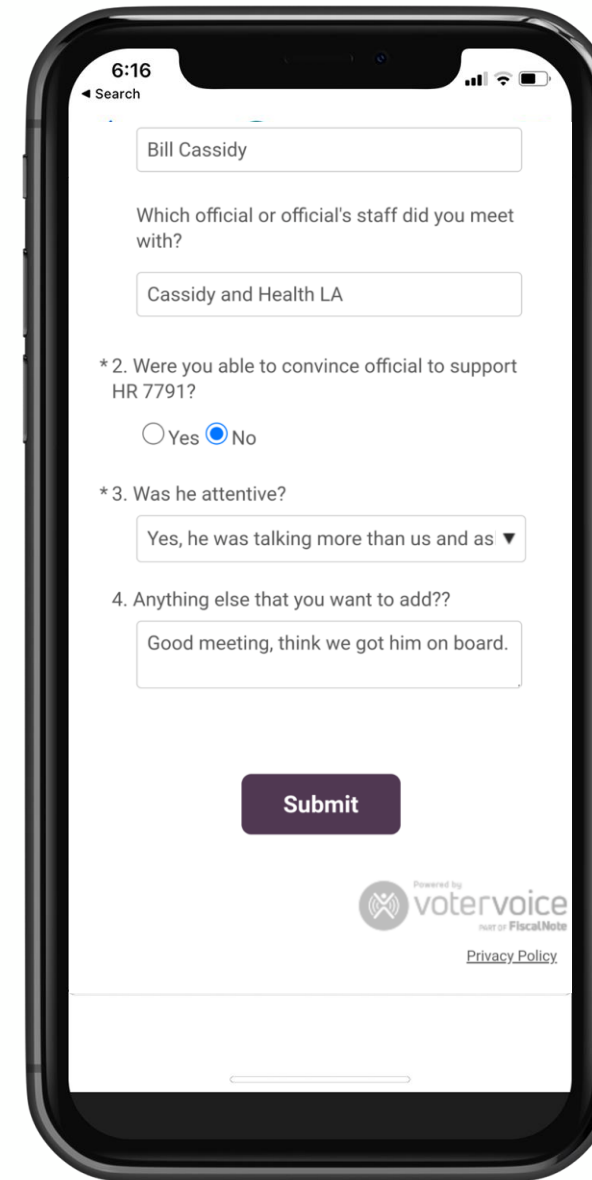 6:16
◀ Search
Bill Cassidy
Which official or official's staff did you meet
with?
Cassidy and Health LA
* 2. Were you able to convince official to support
HR 7791?
Yes No
* 3. Was he attentive?
Yes, he was talking more than us and as ▼
4. Anything else that you want to add??
Good meeting, think we got him on board.
Submit
Powered by
votervoice
PART OF FiscalNote
Privacy Policy